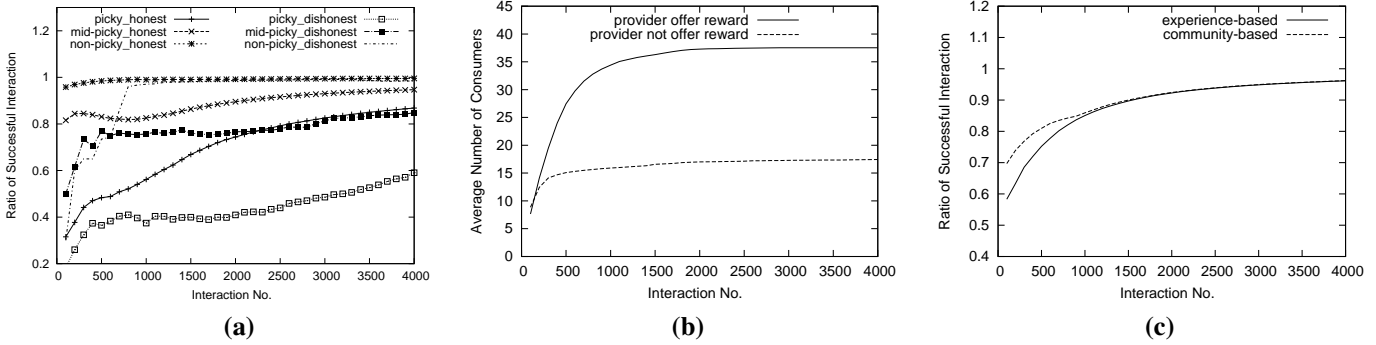 Ratio of Successful Interaction
1.2
1
0.8
0.6
0.4
0.2
picky_honest
mid-picky_honest
non-picky_honest
picky_dishonest
mid-picky_dishonest
non-picky_dishonest
0 500 1000 1500 2000 2500 3000 3500 4000
Interaction No.
(a)
Average Number of Consumers
45
40
35
30
25
20
15
10
5
0
provider offer reward
provider not offer reward
0 500 1000 1500 2000 2500 3000 3500 4000
Interaction No.
(b)
Ratio of Successful Interaction
1.2
1.1
1
0.9
0.8
0.7
0.6
0.5
0.4
experience-based
community-based
0 500 1000 1500 2000 2500 3000 3500 4000
Interaction No.
(c)